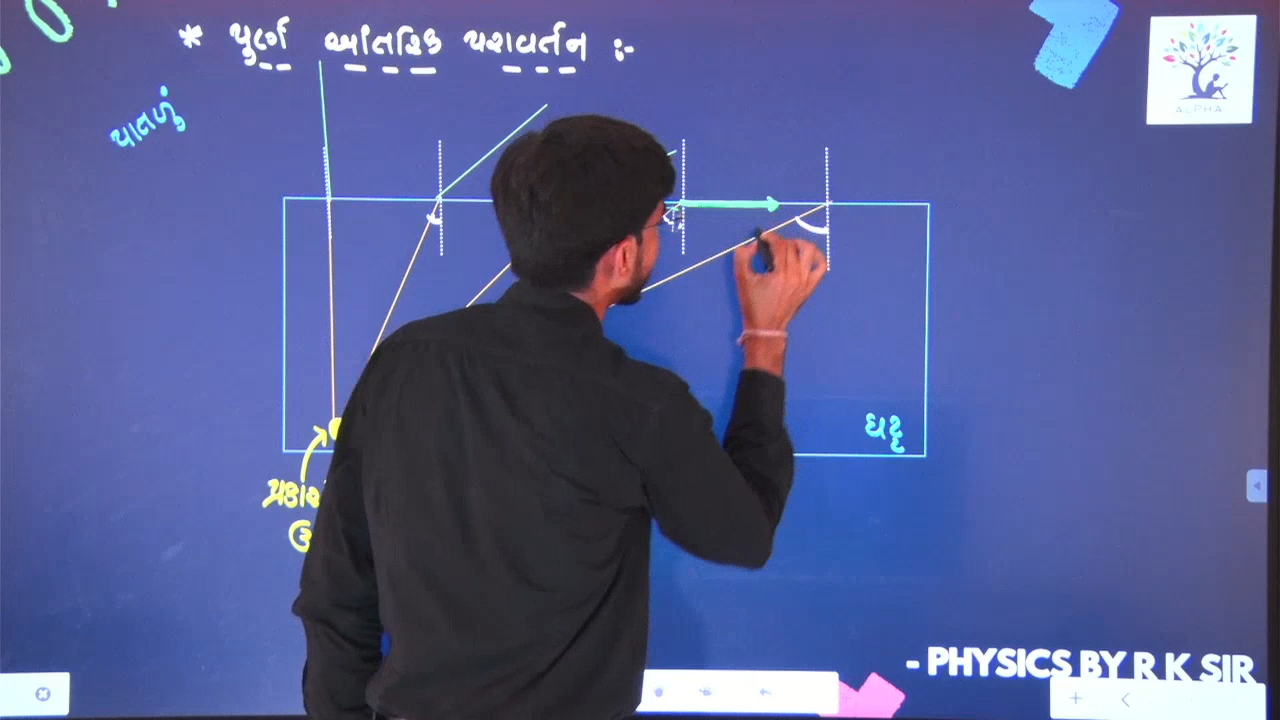 * પુર્ણ આંતરિક પરાવર્તન :-
પાતળું
ALPHA
ઘટ્ટ
- PHYSICS BY R K SIR